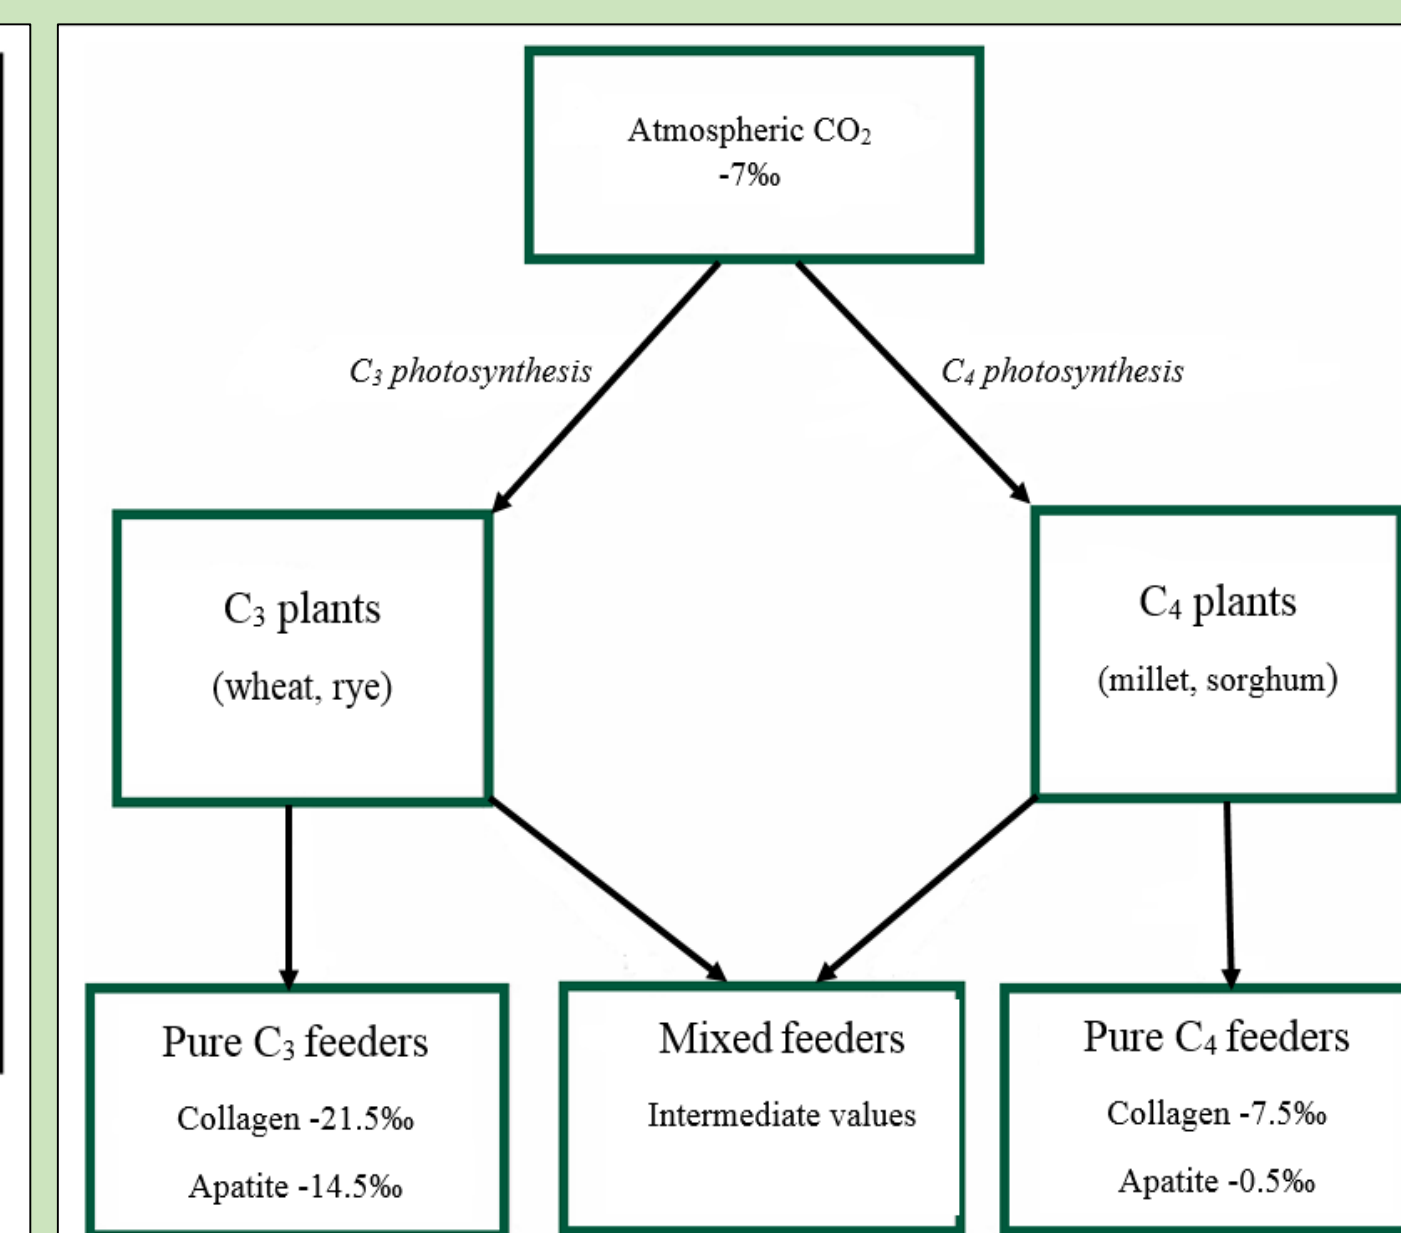 Atmospheric CO₂
-7‰
C₃ photosynthesis
C₄ photosynthesis
C₃ plants
(wheat, rye)
C₄ plants
(millet, sorghum)
Pure C₃ feeders
Collagen -21.5‰
Apatite -14.5‰
Mixed feeders
Intermediate values
Pure C₄ feeders
Collagen -7.5‰
Apatite -0.5‰